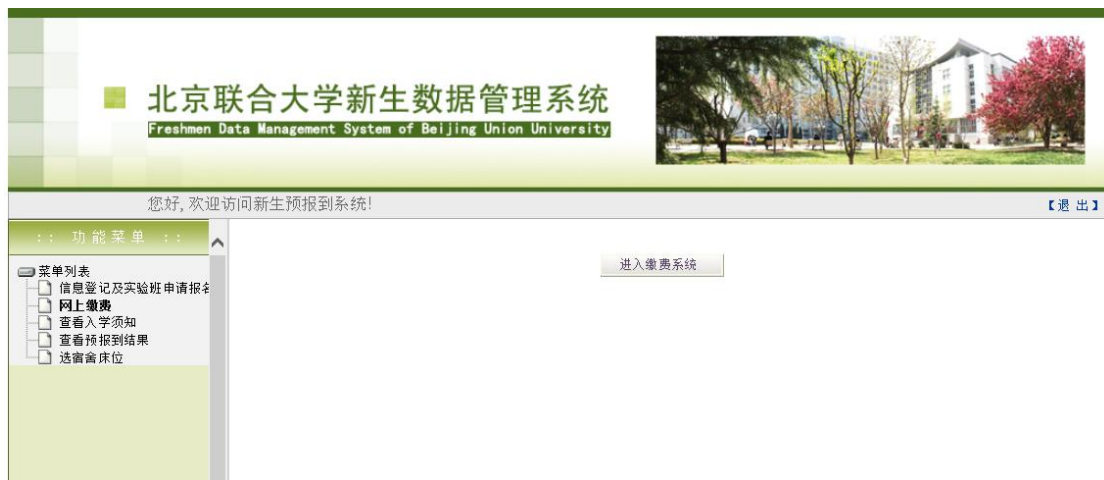 北京联合大学新生数据管理系统
Freshmen Data Management System of Beijing Union University
您好, 欢迎访问新生预报到系统!
【退 出】
:: 功能菜单 ::
菜单列表
信息登记及实验班申请报名
网上缴费
查看入学须知
查看预报到结果
选宿舍床位
进入缴费系统